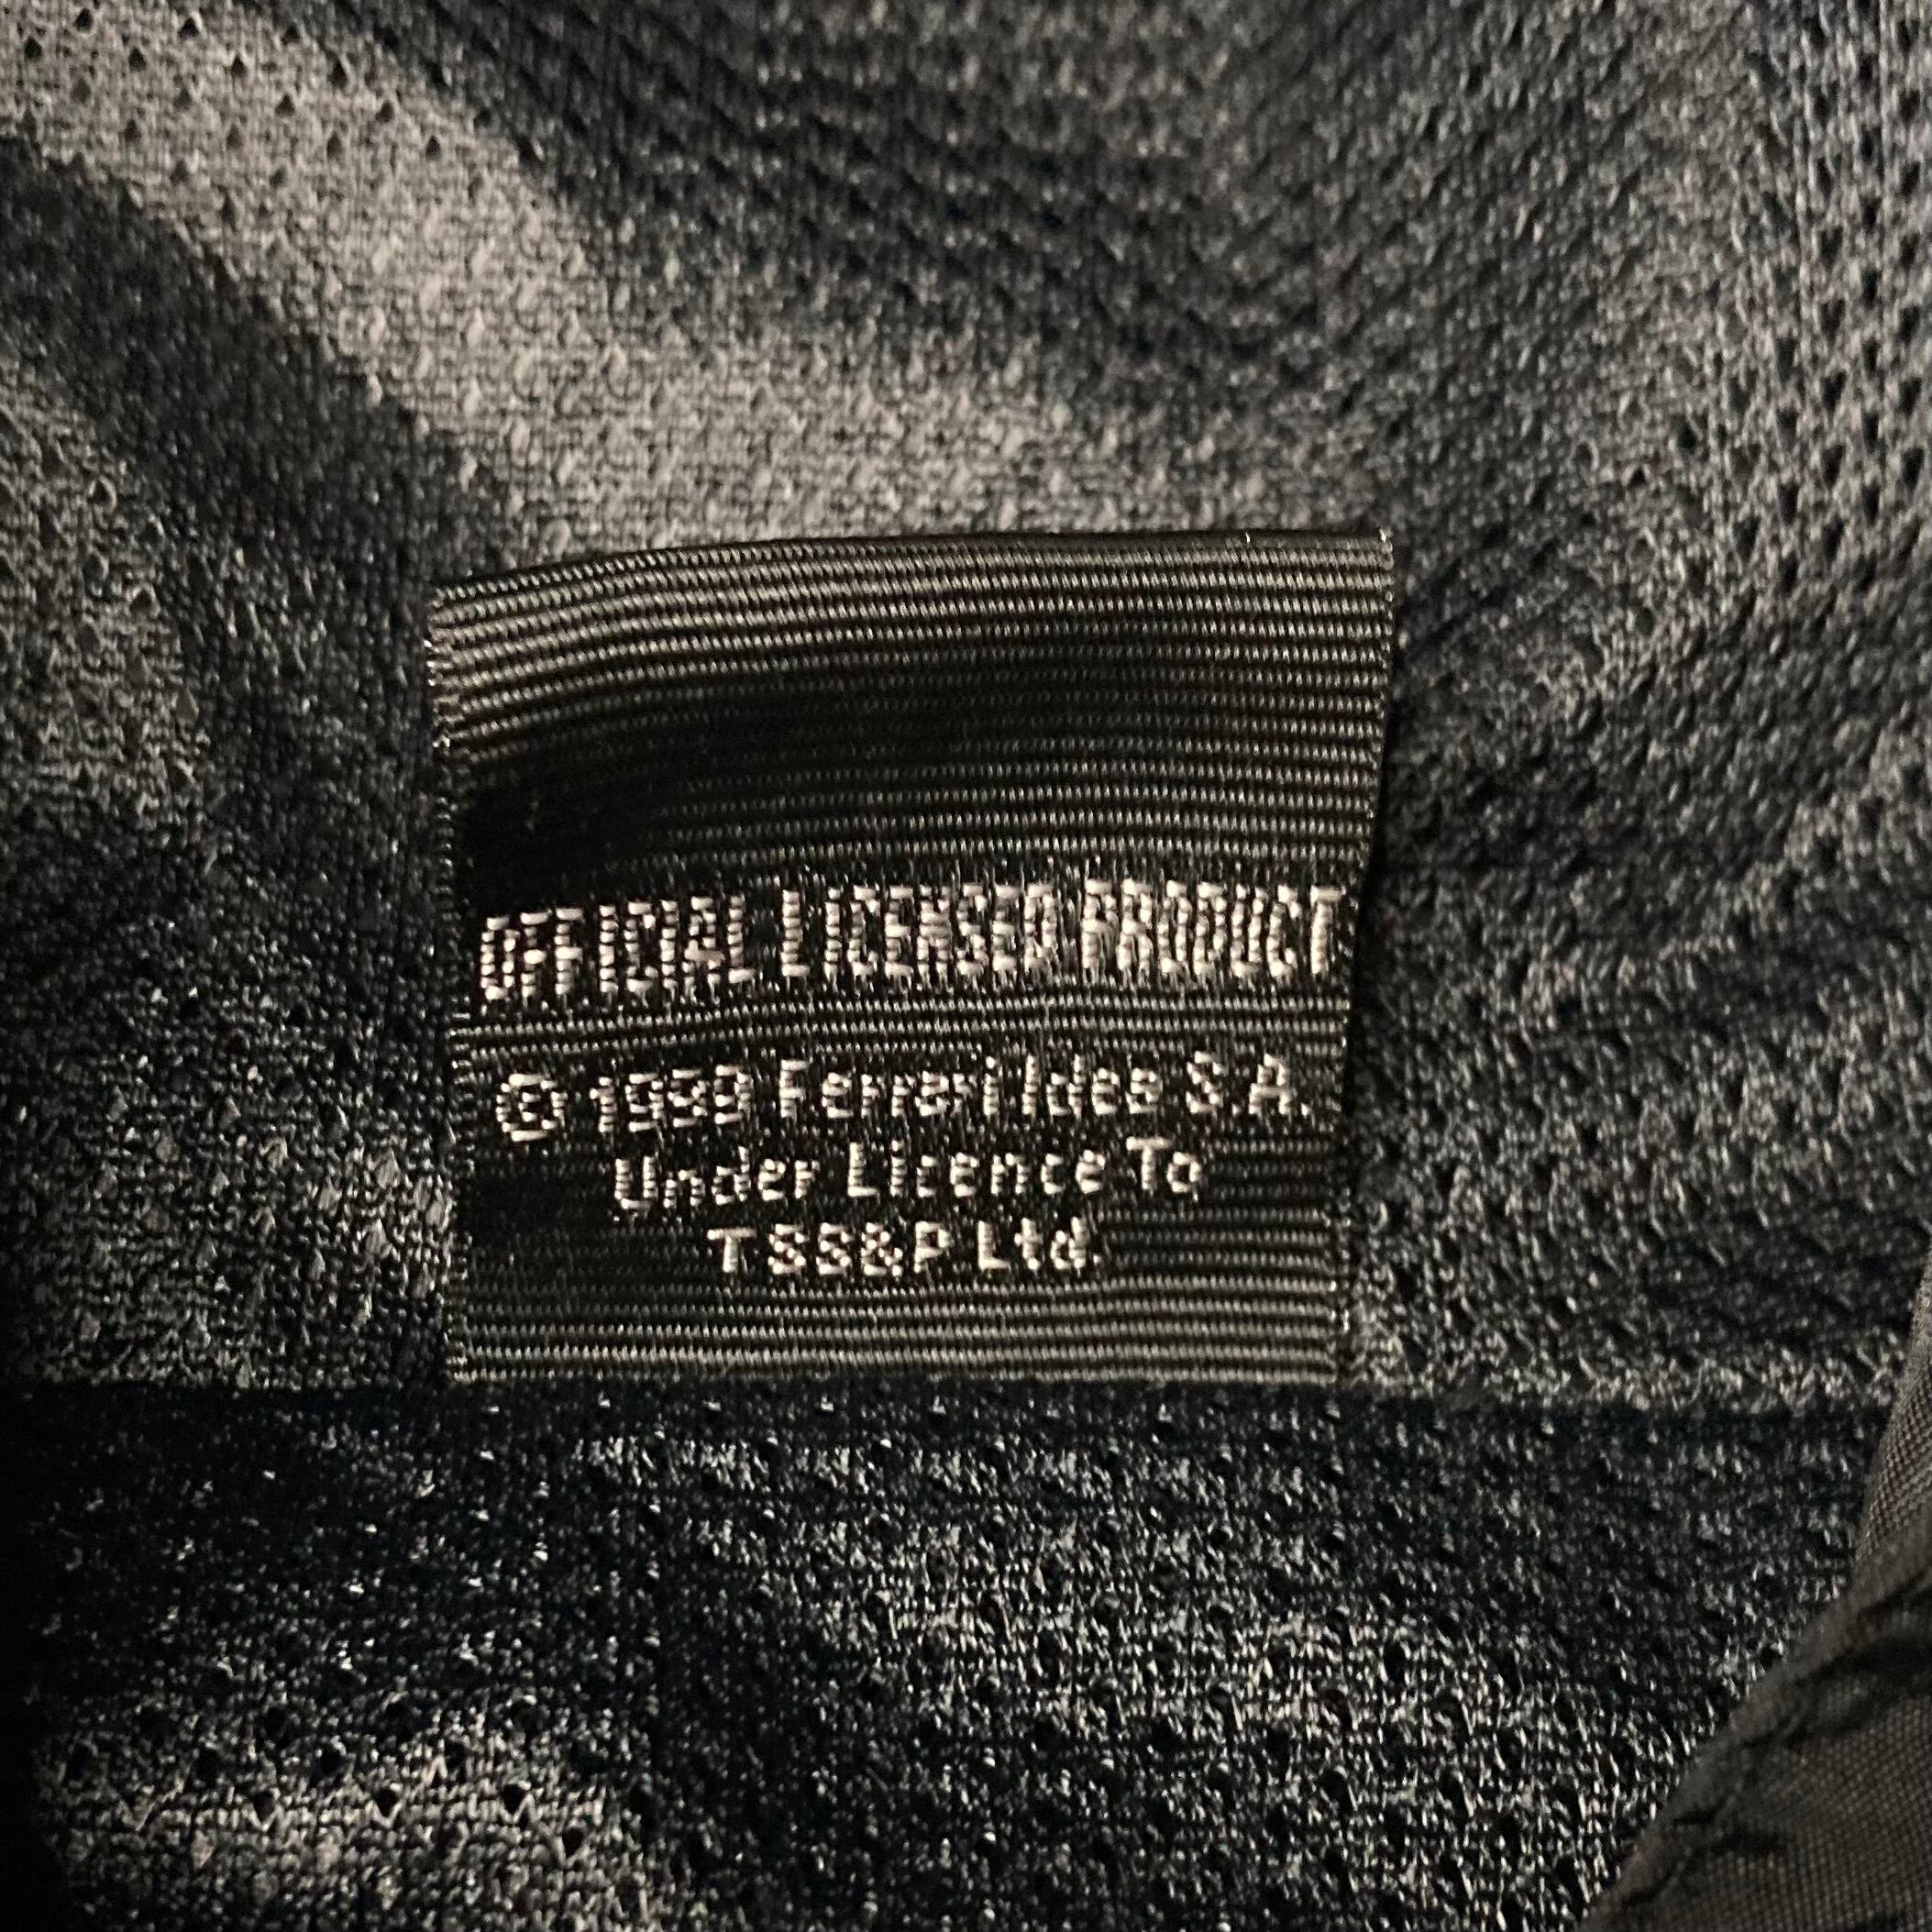 OFFICIAL LICENSED PRODUCT
© 1999 Ferrari Idea S.A.
Under Licence To
TSS&P Ltd.